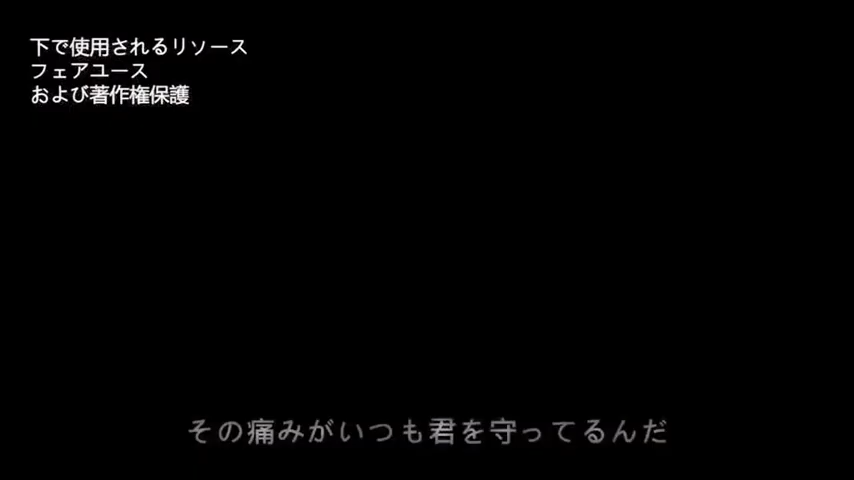 下で使用されるリソース
フェアユース
および著作権保護
その痛みがいつも君を守ってるんだ